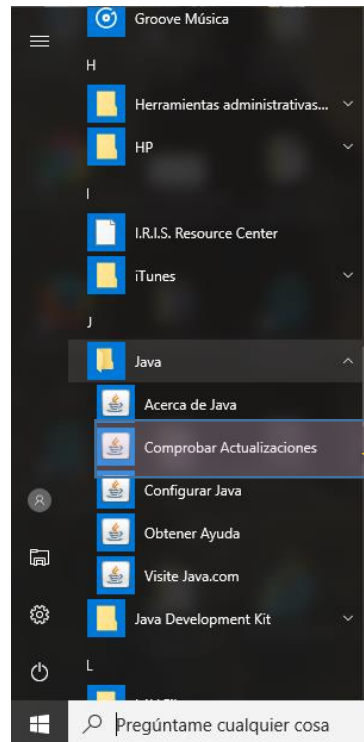 Groove Música
H
Herramientas administrativas...
HP
I
I.R.I.S. Resource Center
iTunes
J
Java
Acerca de Java
Comprobar Actualizaciones
Configurar Java
Obtener Ayuda
Visite Java.com
Java Development Kit
L
Pregúntame cualquier cosa